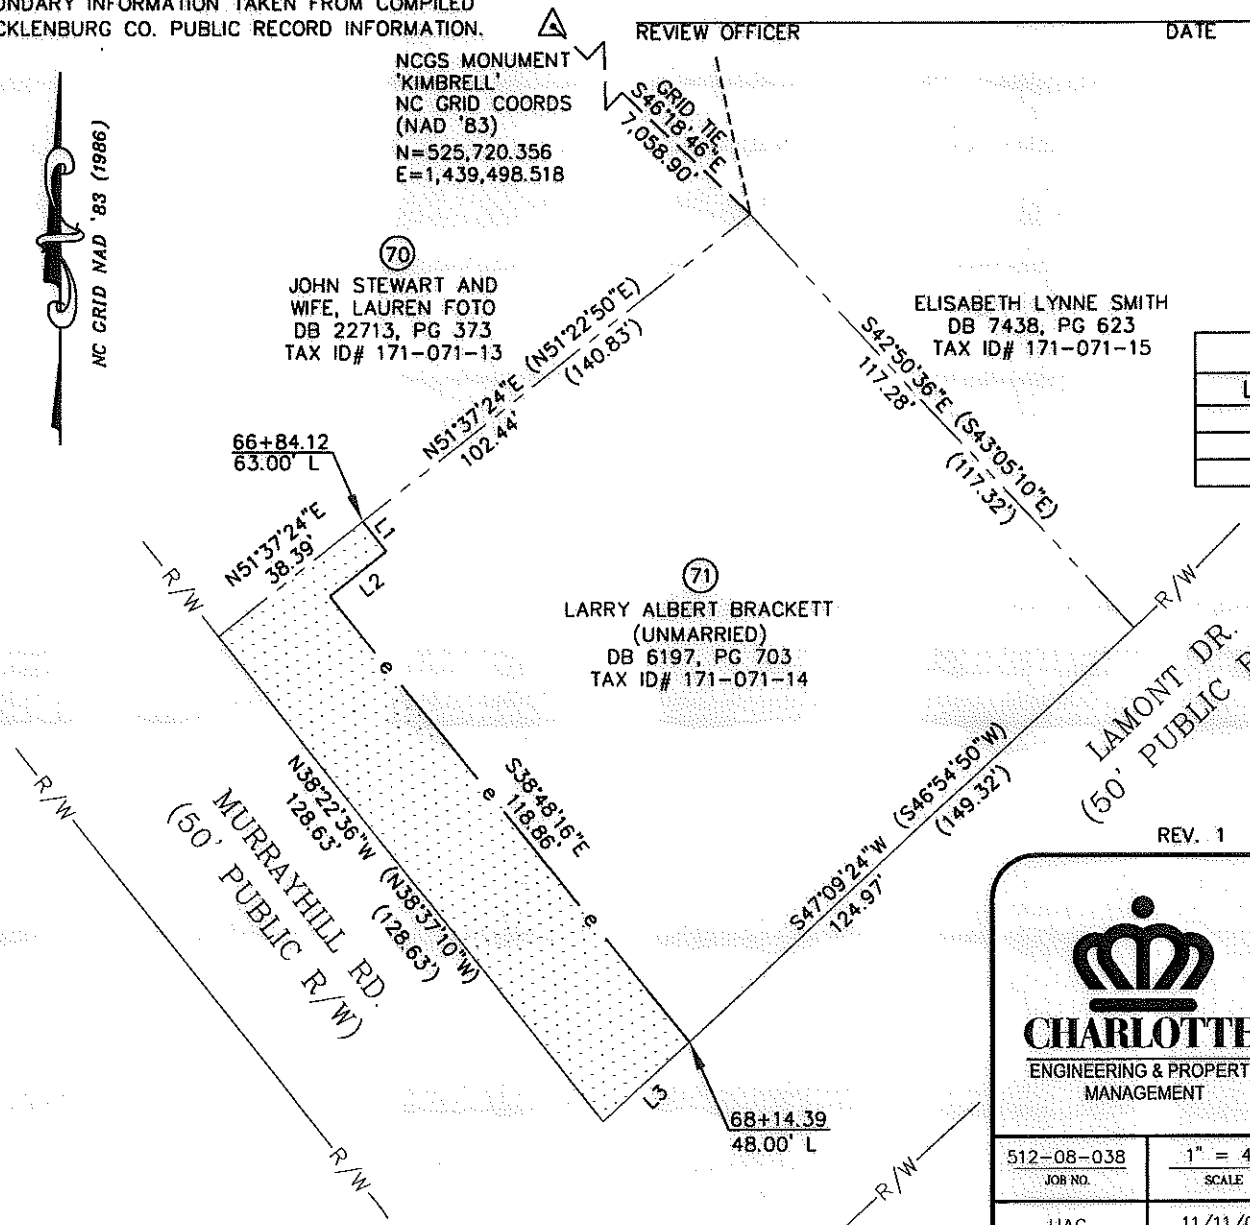 INFORMATION TAKEN FROM COMPILED
CO. PUBLIC RECORD INFORMATION.
REVIEW OFFICER
DATE
NCGS MONUMENT
'KIMBRELL'
NC GRID COORDS
(NAD '83)
N=525,720.356
E=1,439,498.518
GRID TIE
S46°18'46"E
7,058.90'
NC GRID NAD '83 (1986)
70
JOHN STEWART AND
WIFE, LAUREN FOTO
DB 22713, PG 373
TAX ID# 171-071-13
N51°37'24"E (N51°22'50"E)
102.44' (140.83')
ELISABETH LYNNE SMITH
DB 7438, PG 623
TAX ID# 171-071-15
S42°50'36"E (S43°05'10"E)
117.28' (117.32')
L
66+84.12
63.00' L
N51°37'24"E
38.39'
L1
L2
R/W
71
LARRY ALBERT BRACKETT
(UNMARRIED)
DB 6197, PG 703
TAX ID# 171-071-14
R/W
LAMONT DR.
(50' PUBLIC
e
e
e
S38°48'16"E
118.86'
N38°22'36"W (N38°37'10"W)
128.63' (128.63')
R/W
MURRAYHILL RD.
(50' PUBLIC R/W)
S47°09'24"W (S46°54'50"W)
124.97' (149.32')
REV. 1
CHARLOTTE
ENGINEERING & PROPERT
MANAGEMENT
L3
68+14.39
48.00' L
R/W
R/W
512-08-038
JOB NO.
1" = 4
SCALE
11/11/0